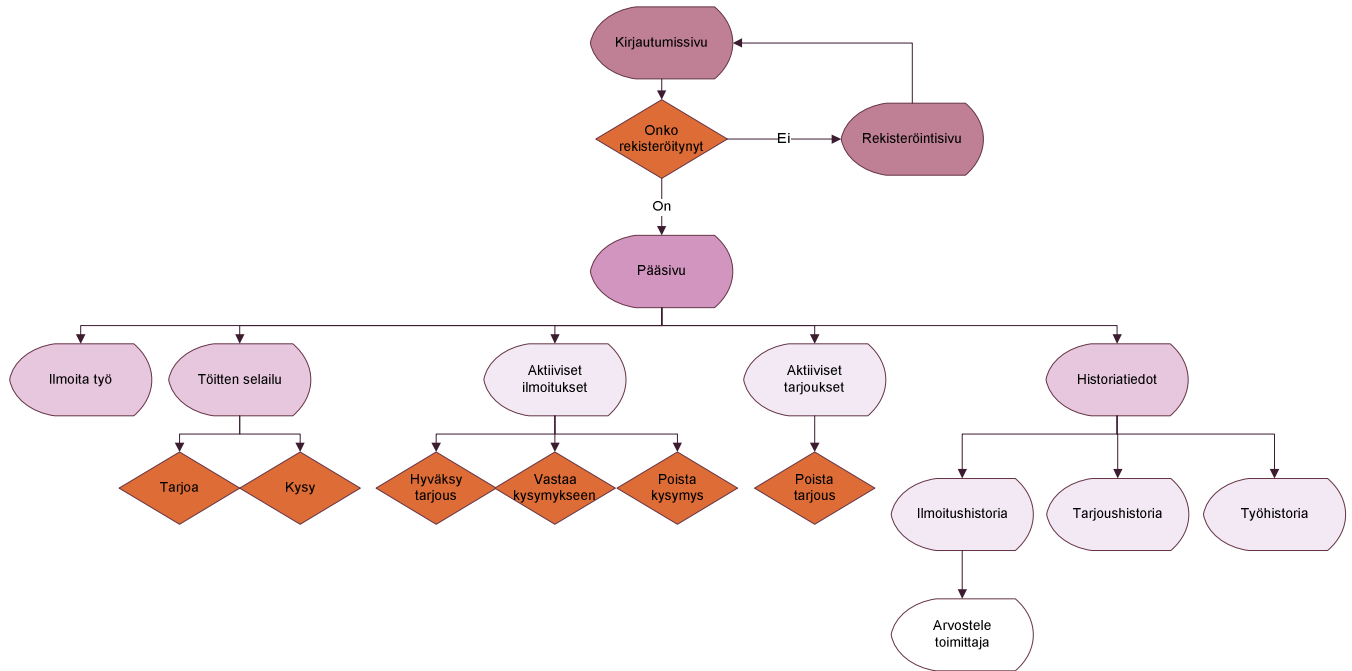 Kirjautumissivu
Onko
rekisteröitynyt
Ei
Rekisteröintisivu
On
Pääsivu
Ilmoita työ
Töitten selailu
Aktiiviset
ilmoitukset
Aktiiviset
tarjoukset
Historiatiedot
Tarjoa
Kysy
Hyväksy
tarjous
Vastaa
kysymykseen
Poista
kysymys
Poista
tarjous
Ilmoitushistoria
Tarjoushistoria
Työhistoria
Arvostele
toimittaja